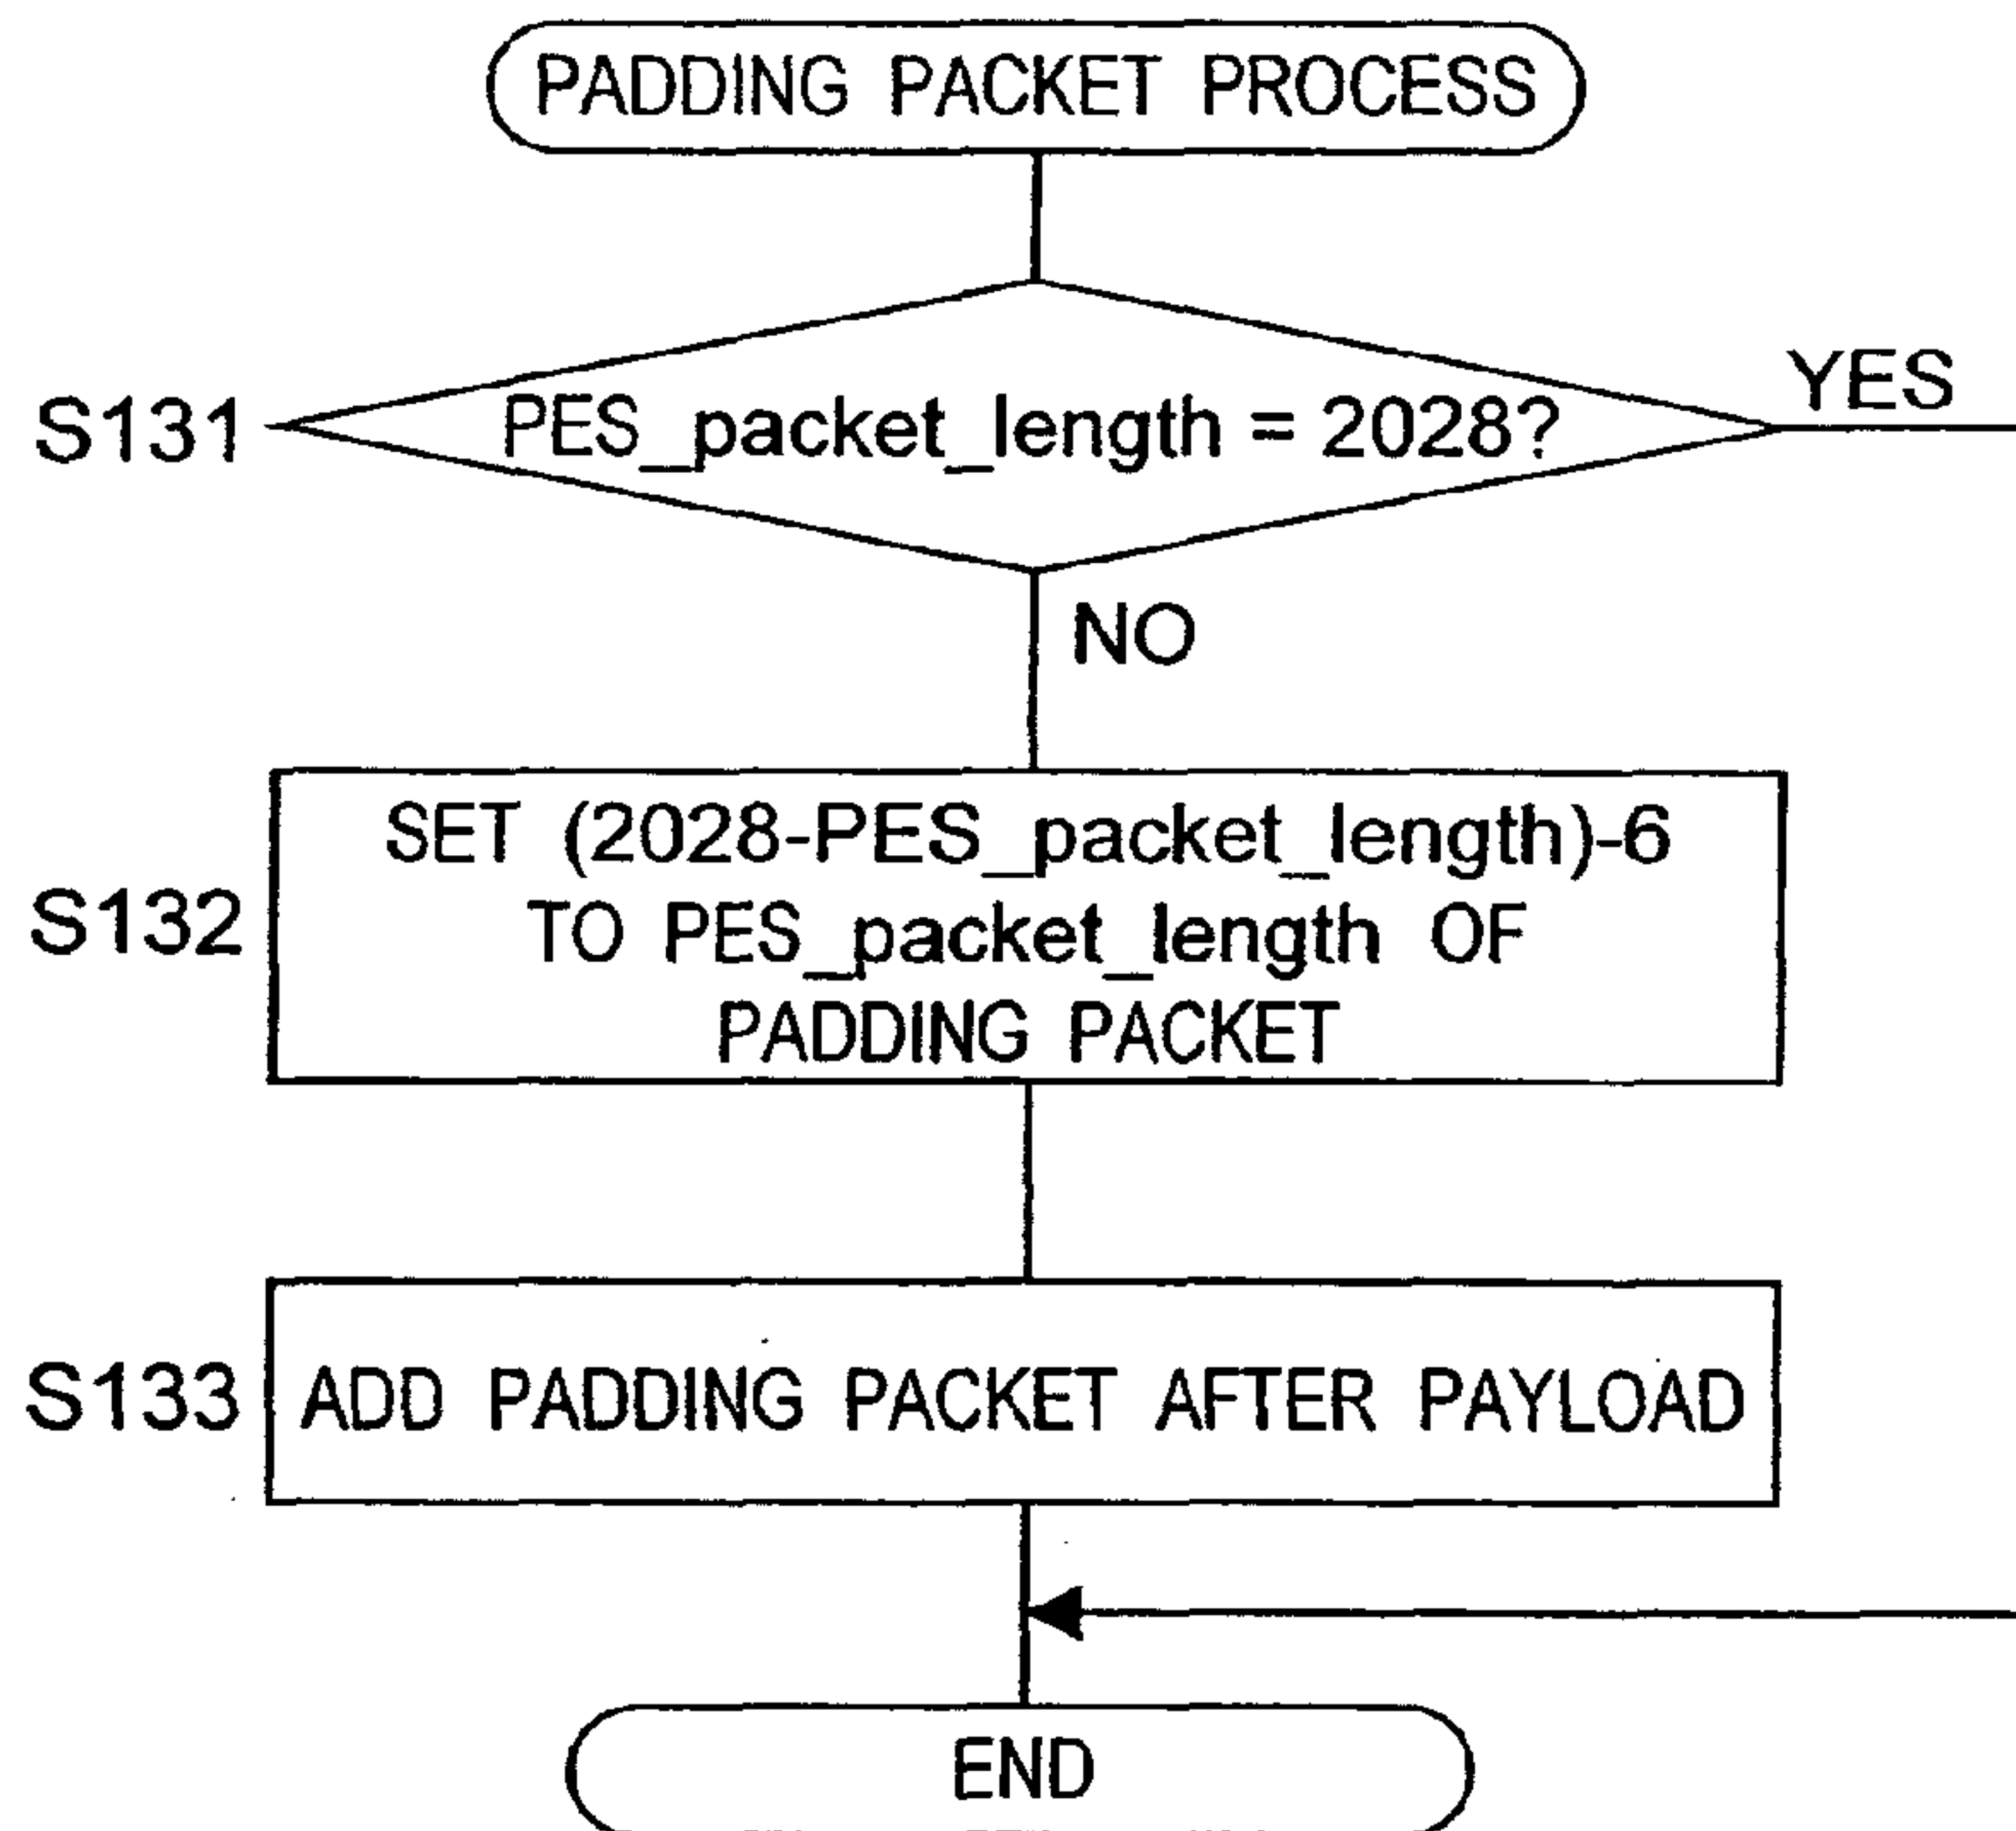 PADDING PACKET PROCESS
YES
S131
PES_packet_length = 2028?
NO
SET (2028-PES_packet_length)-6
S132
TO PES_packet_length OF
PADDING PACKET
S133
ADD PADDING PACKET AFTER PAYLOAD
END